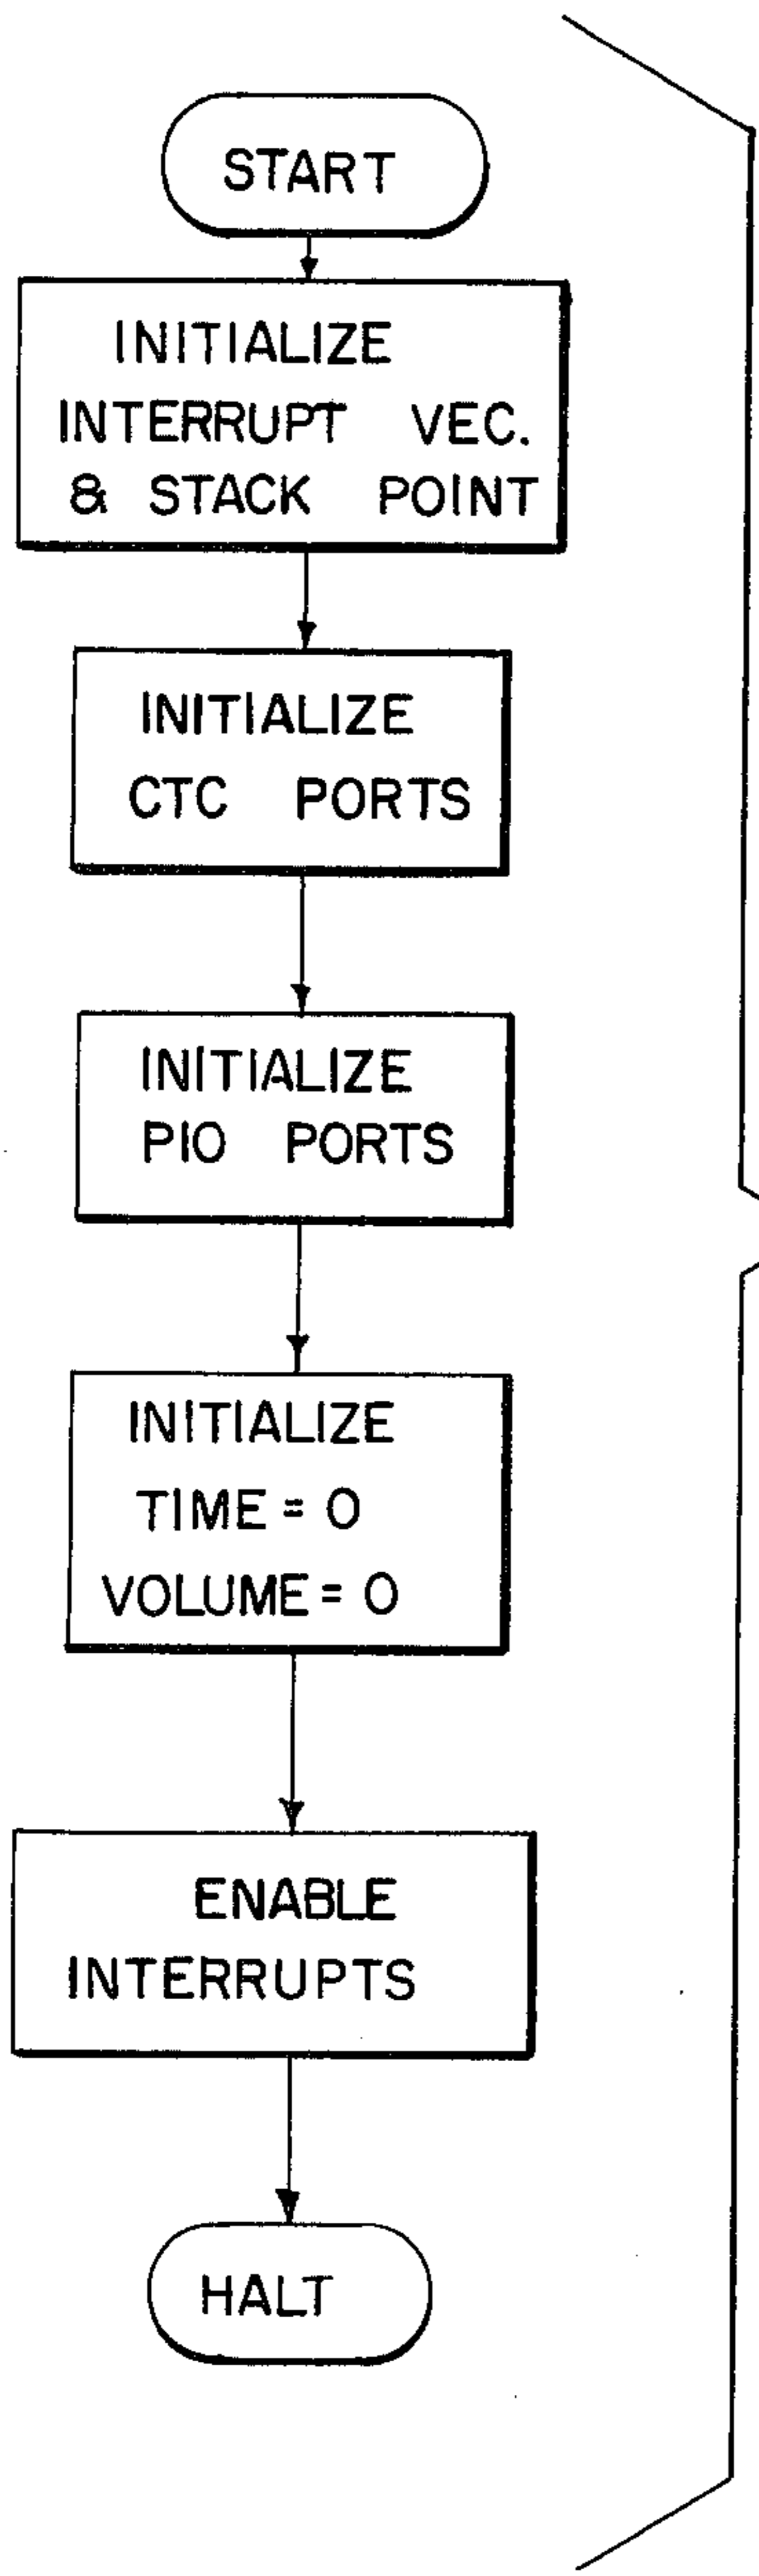 START
INITIALIZE
INTERRUPT VEC.
& STACK POINT
INITIALIZE
CTC PORTS
INITIALIZE
PIO PORTS
INITIALIZE
TIME = 0
VOLUME = 0
ENABLE
INTERRUPTS
HALT